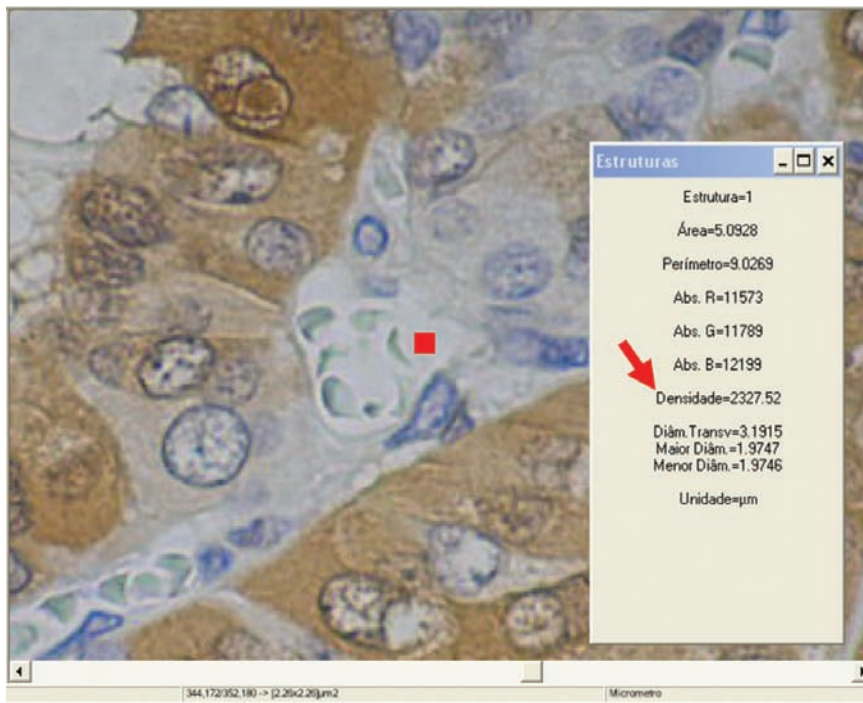 Estruturas
Estrutura=1
Área=5.0928
Perímetro=9.0269
Abs. R=11573
Abs. G=11789
Abs. B=12199
Densidade=2327.52
Diâm.Transv=3.1915
Maior Diâm.=1.9747
Menor Diâm.=1.9746
Unidade=µm
344,172/352,180 -> [2.26x2.26]µm2
Micrometro